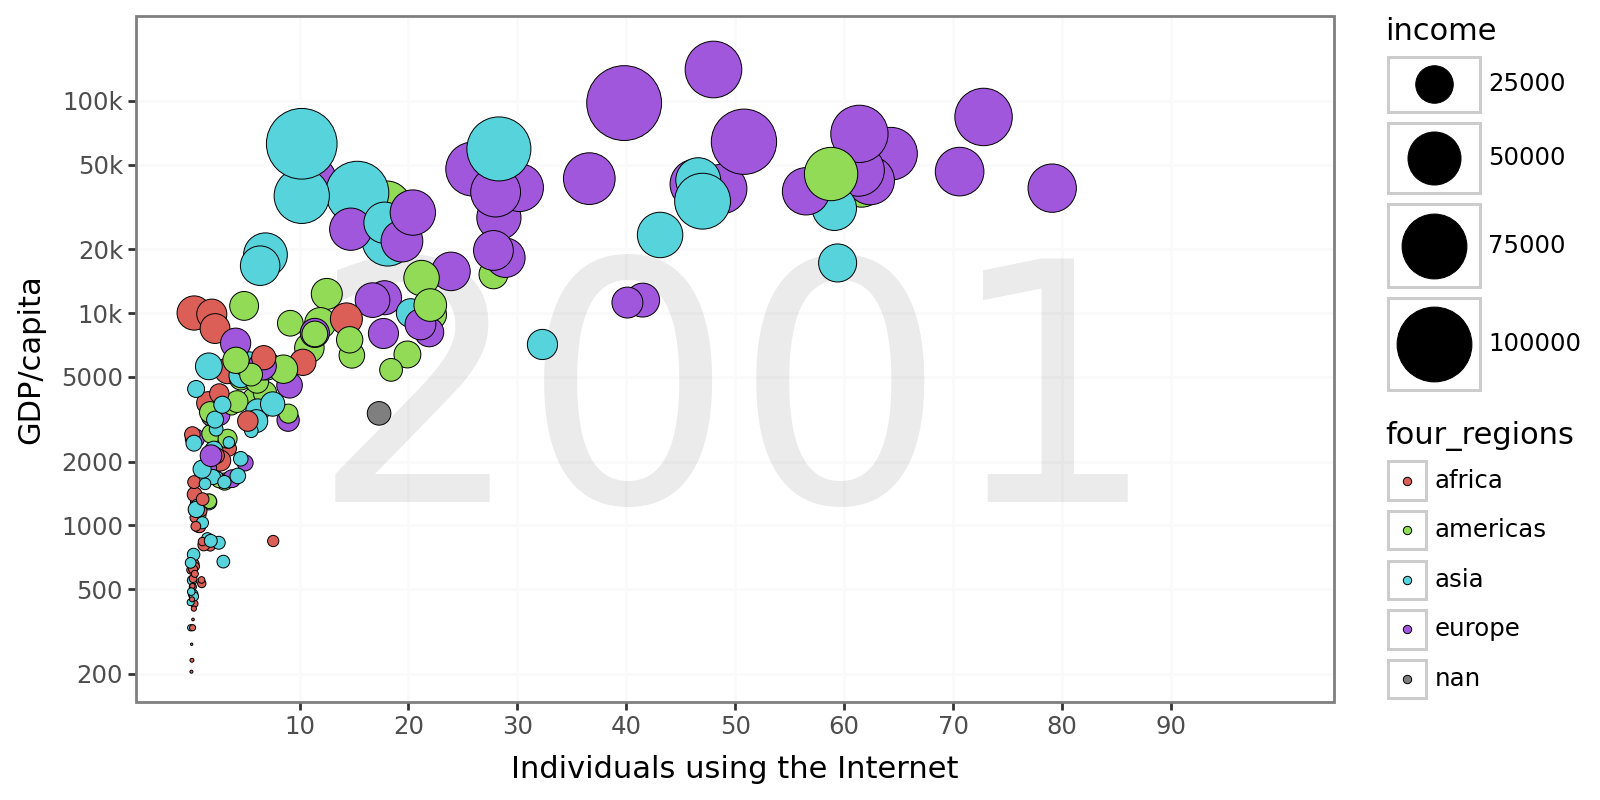 income
25000
50000
75000
100000
four_regions
africa
americas
asia
europe
nan
GDP/capita
100k
50k
20k
10k
5000
2000
1000
500
200
2001
10 20 30 40 50 60 70 80 90
Individuals using the Internet